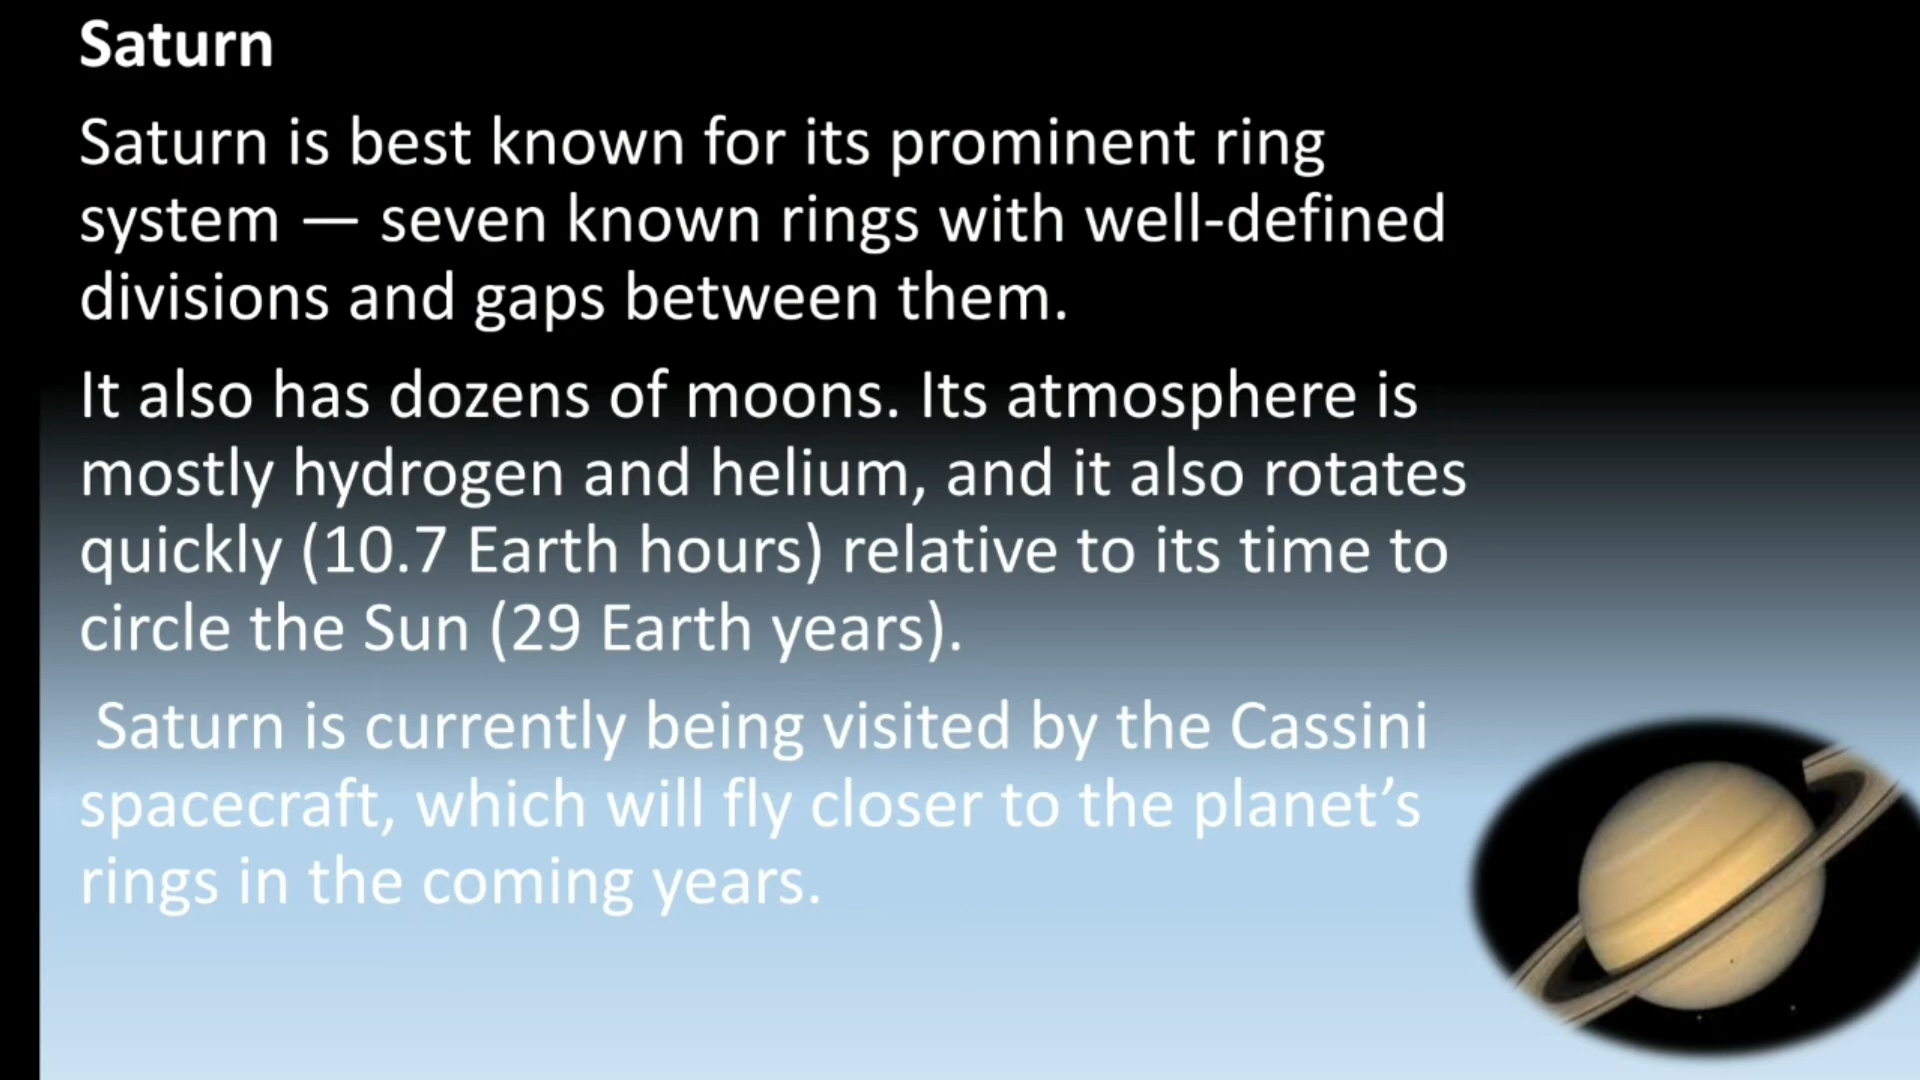 Saturn
Saturn is best known for its prominent ring
system — seven known rings with well-defined
divisions and gaps between them.
It also has dozens of moons. Its atmosphere is
mostly hydrogen and helium, and it also rotates
quickly (10.7 Earth hours) relative to its time to
circle the Sun (29 Earth years).
Saturn is currently being visited by the Cassini
spacecraft, which will fly closer to the planet’s
rings in the coming years.